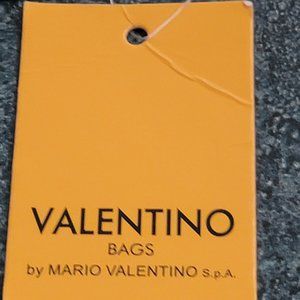 VALENTINO
BAGS
by MARIO VALENTINO S.p.A.